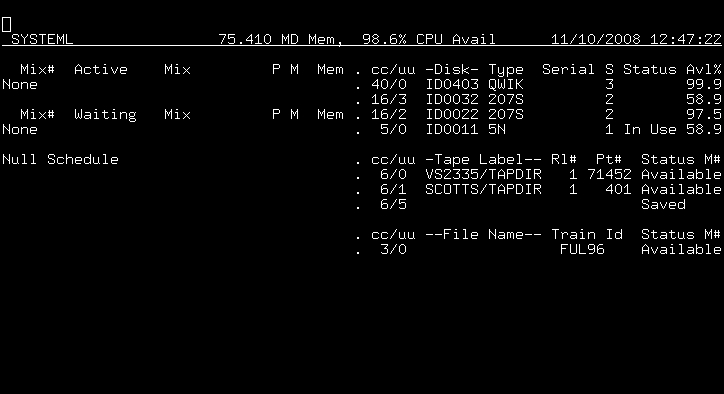 SYSTEML 75.410 MD Mem, 98.6% CPU Avail 11/10/2008 12:47:22
Mix# Active Mix P M Mem . cc/uu -Disk- Type Serial S Status Avl%
None . 40/0 ID0403 QWIK 3 99.9
. 16/3 ID0032 207S 2 58.9
Mix# Waiting Mix P M Mem . 16/2 ID0022 207S 2 97.5
None . 5/0 ID0011 5N 1 In Use 58.9
Null Schedule . cc/uu -Tape Label-- Rl# Pt# Status M#
. 6/0 VS2335/TAPDIR 1 71452 Available
. 6/1 SCOTTS/TAPDIR 1 401 Available
. 6/5 Saved
. cc/uu --File Name-- Train Id Status M#
. 3/0 FUL96 Available